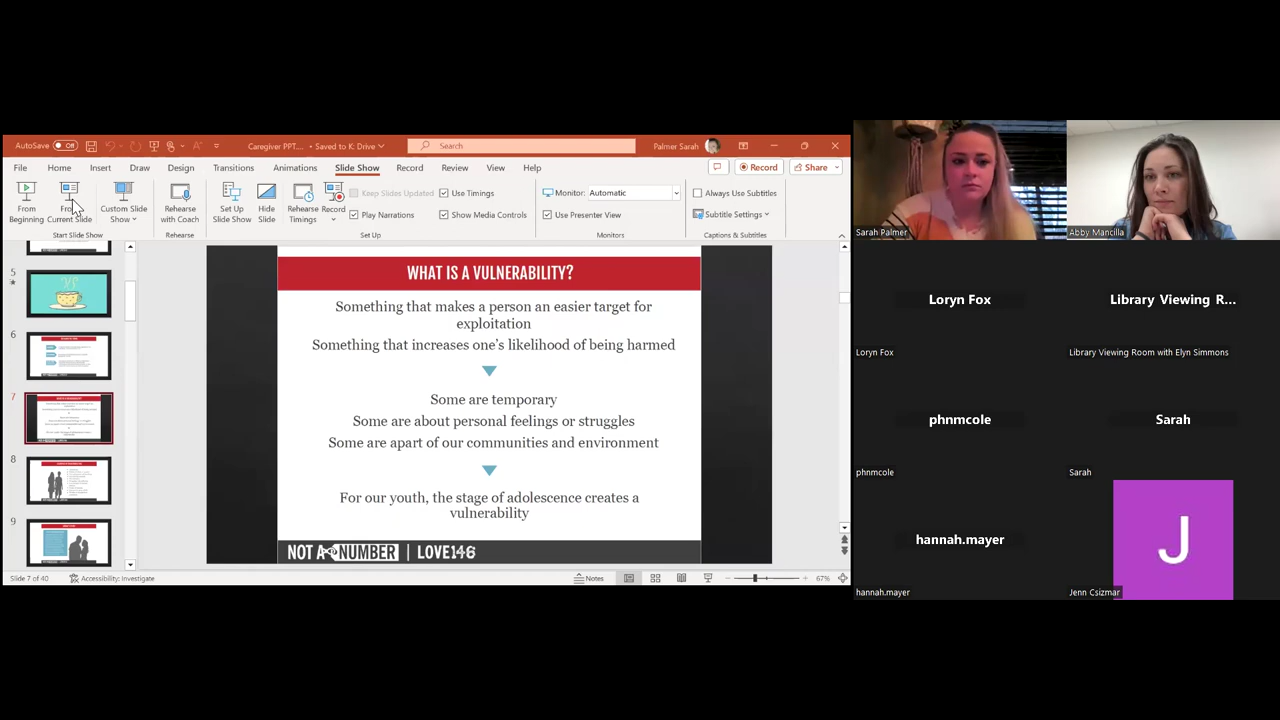 AutoSave Off
Caregiver PPT.... • Saved to K: Drive
Search
Palmer Sarah
File Home Insert Draw Design Transitions Animations Slide Show Record Review View Help
Record Share
From Beginning
From Current Slide
Custom Slide Show
Start Slide Show
Rehearse with Coach
Rehearse
Set Up Slide Show
Hide Slide
Rehearse Timings
Record
Keep Slides Updated
Use Timings
Play Narrations
Show Media Controls
Set Up
Monitor: Automatic
Use Presenter View
Monitors
Always Use Subtitles
Subtitle Settings
Captions & Subtitles
5
6
7
8
9
WHAT IS A VULNERABILITY?
Something that makes a person an easier target for
exploitation
Something that increases one's likelihood of being harmed
Some are temporary
Some are about personal feelings or struggles
Some are apart of our communities and environment
For our youth, the stage of adolescence creates a
vulnerability
NOT A NUMBER | LOVE146
Slide 7 of 40
Accessibility: Investigate
Notes
67%
Sarah Palmer
Abby Mancilla
Loryn Fox
Loryn Fox
Library Viewing R...
Library Viewing Room with Elyn Simmons
phnmcole
phnmcole
Sarah
Sarah
hannah.mayer
hannah.mayer
J
Jenn Csizmar